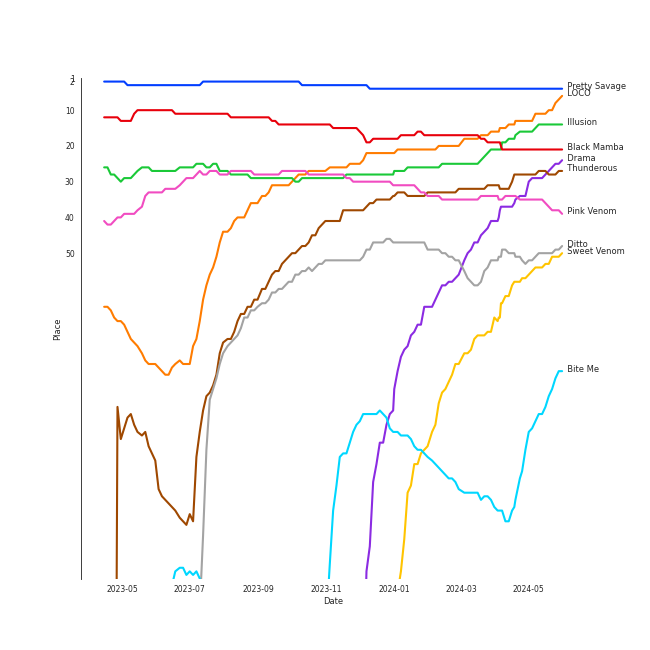 1
2
10
20
30
40
50
Place
Pretty Savage
LOCO
Illusion
Black Mamba
Drama
Thunderous
Pink Venom
Ditto
Sweet Venom
Bite Me
2023-05
2023-07
2023-09
2023-11
2024-01
2024-03
2024-05
Date